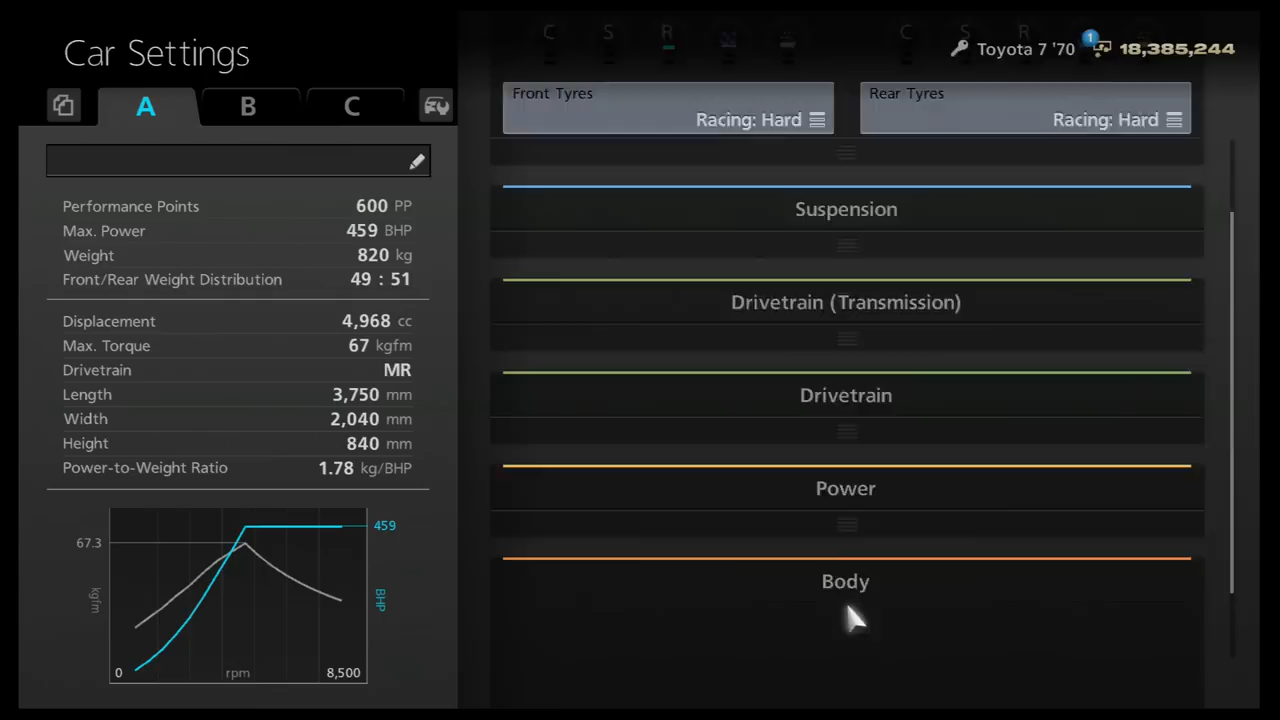 C S R C S R
Car Settings
Toyota 7 '70 1 18,385,244
A B C
Front Tyres
Racing: Hard
Rear Tyres
Racing: Hard
Performance Points 600 PP
Max. Power 459 BHP
Weight 820 kg
Front/Rear Weight Distribution 49 : 51
Displacement 4,968 cc
Max. Torque 67 kgfm
Drivetrain MR
Length 3,750 mm
Width 2,040 mm
Height 840 mm
Power-to-Weight Ratio 1.78 kg/BHP
459
67.3
kgfm
BHP
0 rpm 8,500
Suspension
Drivetrain (Transmission)
Drivetrain
Power
Body